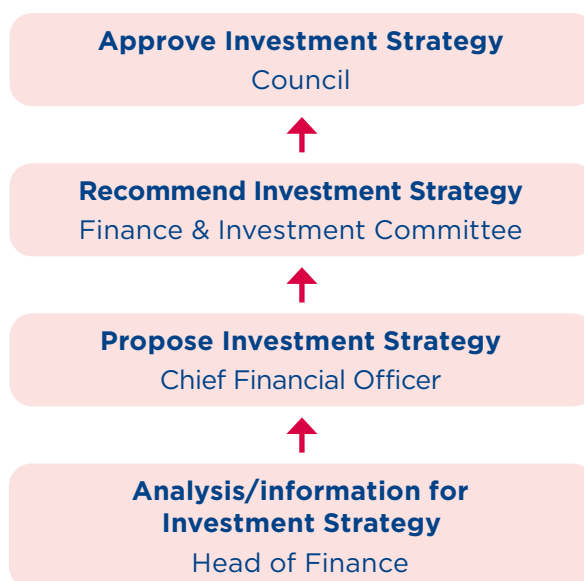 Approve Investment Strategy
Council
Recommend Investment Strategy
Finance & Investment Committee
Propose Investment Strategy
Chief Financial Officer
Analysis/information for
Investment Strategy
Head of Finance